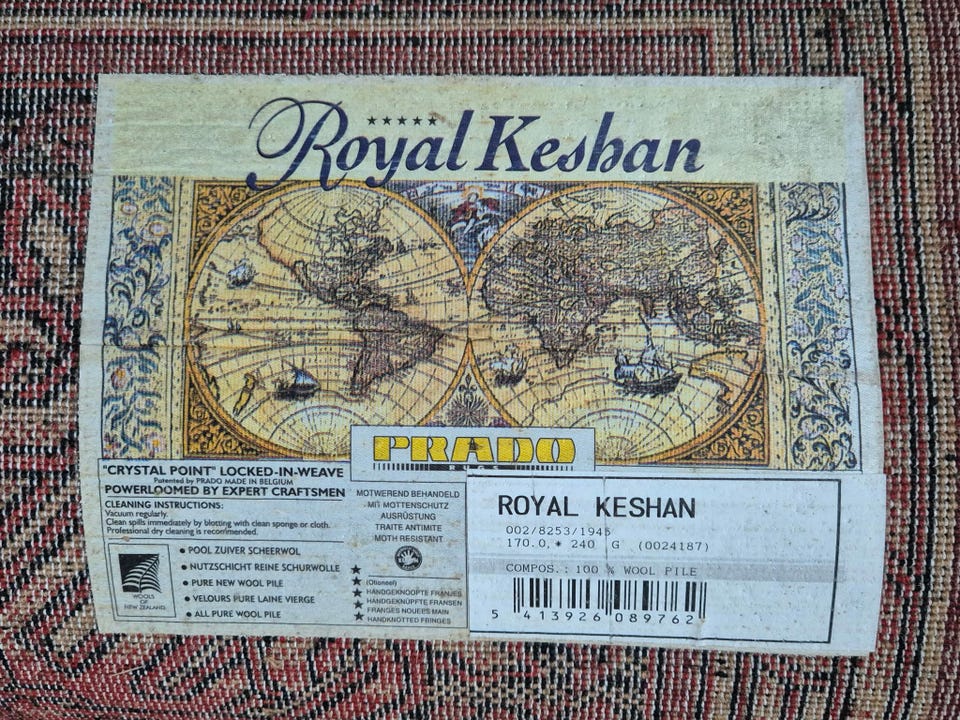 ★★★★★
Royal Keshan
PRADO
RUGS
"CRYSTAL POINT" LOCKED-IN-WEAVE
Patented by PRADO MADE IN BELGIUM
POWERLOOMED BY EXPERT CRAFTSMEN
CLEANING INSTRUCTIONS:
Vacuum regularly.
Clean spills immediately by blotting with clean sponge or cloth.
Professional dry cleaning is recommended.
WOOLS
OF
NEW ZEALAND
• POOL ZUIVER SCHEERWOL
• NUTZSCHICHT REINE SCHURWOLLE
• PURE NEW WOOL PILE
• VELOURS PURE LAINE VIERGE
• ALL PURE WOOL PILE
MOTWEREND BEHANDELD
MIT MOTTENSCHUTZ
AUSRÜSTUNG
TRAITE ANTIMITE
MOTH RESISTANT
(Optioneel)
★ HANDGEKNOOPTE FRANJES
★ HANDGEKNÜPFTE FRANSEN
★ FRANGES NOUEES MAIN
★ HANDKNOTTED FRINGES
ROYAL KESHAN
002/8253/1945
170.0,* 240 G (0024187)
COMPOS.: 100 % WOOL PILE
5 413926 089762